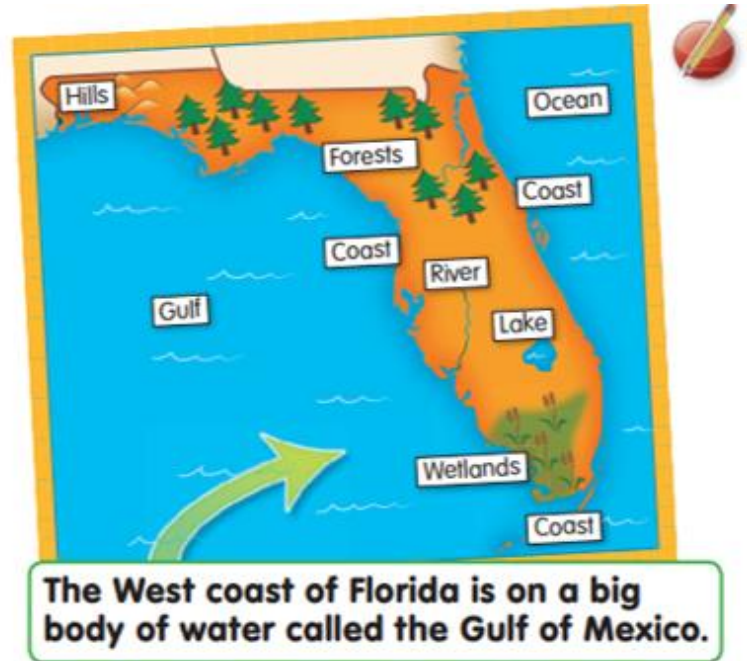 Hills
Ocean
Forests
Coast
Coast
River
Gulf
Lake
Wetlands
Coast
The West coast of Florida is on a big
body of water called the Gulf of Mexico.